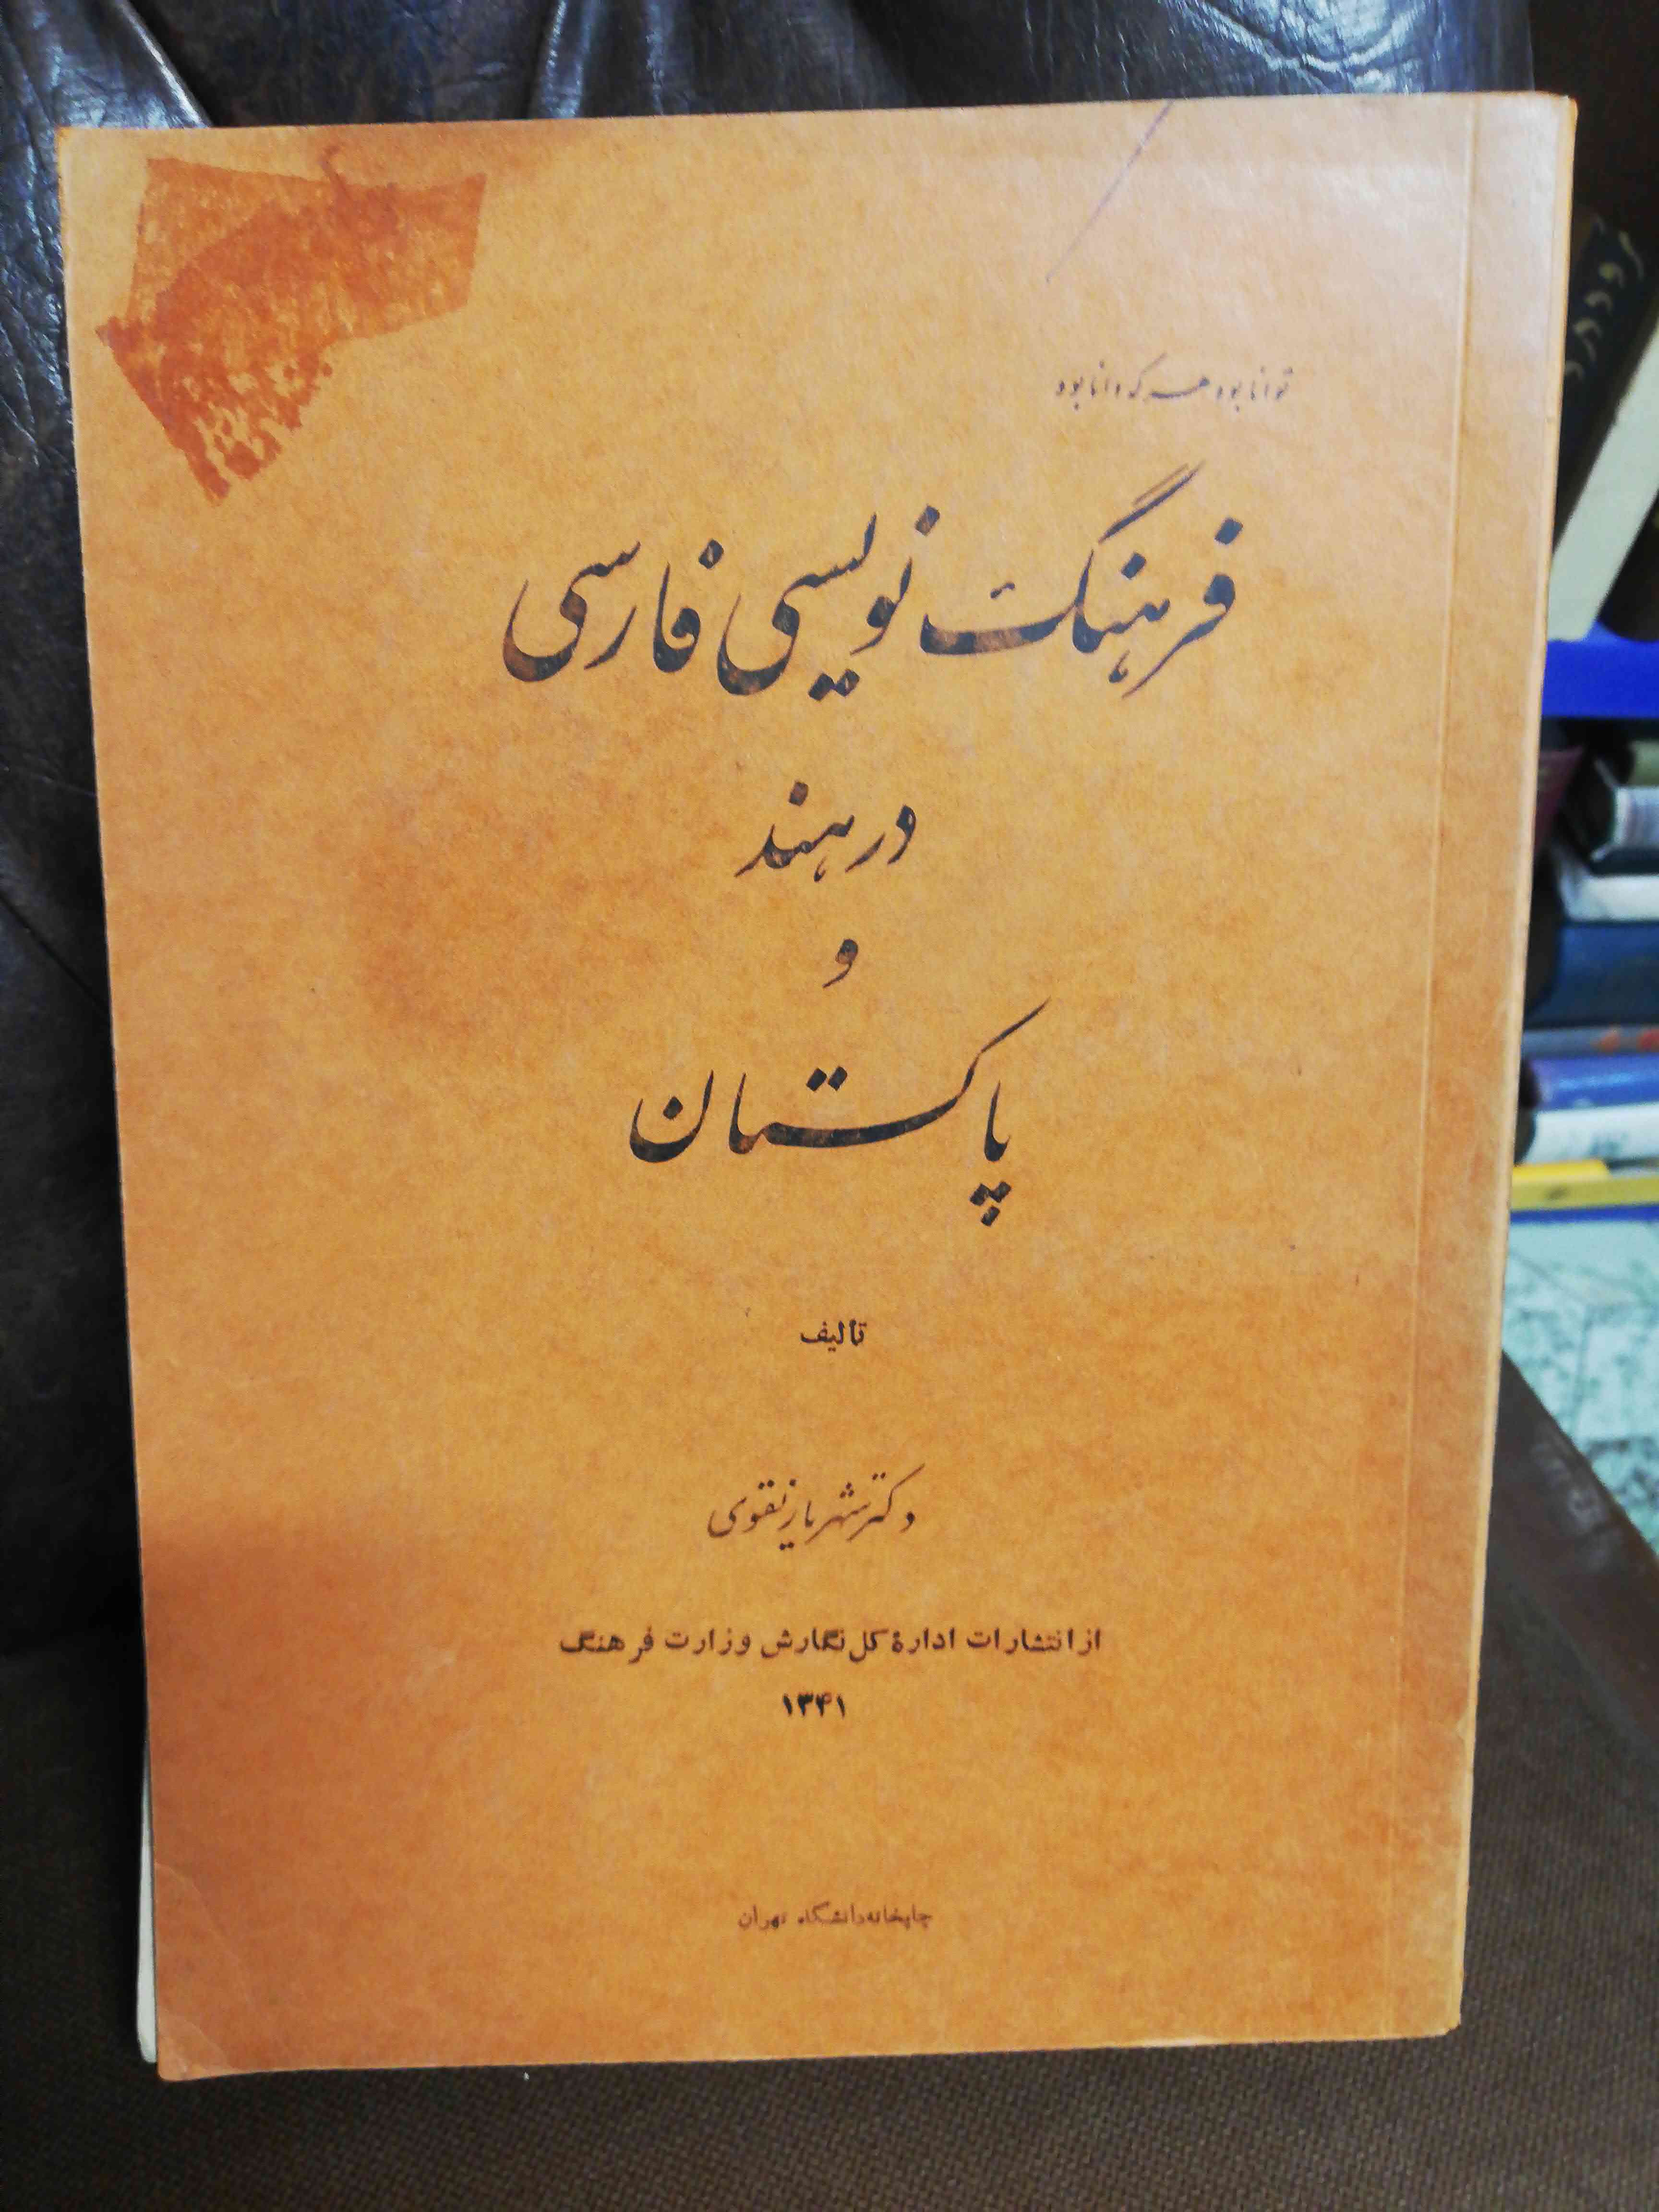 توانا بود هر که دانا بود
فرهنگ نویسی فارسی
در هند
و
پاکستان
تألیف
دکتر شهریار نقوی
از انتشارات ادارهٔ کل نگارش وزارت فرهنگ
۱۳۴۱
چاپخانه دانشگاه تهران